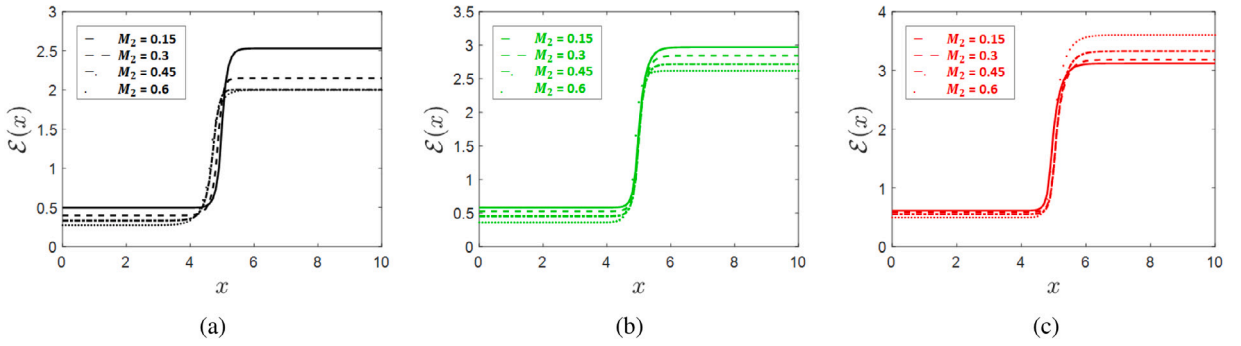 3
2.5
2
1.5
1
0.5
0
ℰ(x)
M₂ = 0.15
M₂ = 0.3
M₂ = 0.45
M₂ = 0.6
0 2 4 6 8 10
x
(a)
3.5
3
2.5
2
1.5
1
0.5
0
ℰ(x)
M₂ = 0.15
M₂ = 0.3
M₂ = 0.45
M₂ = 0.6
0 2 4 6 8 10
x
(b)
4
3
2
1
0
ℰ(x)
M₂ = 0.15
M₂ = 0.3
M₂ = 0.45
M₂ = 0.6
0 2 4 6 8 10
x
(c)